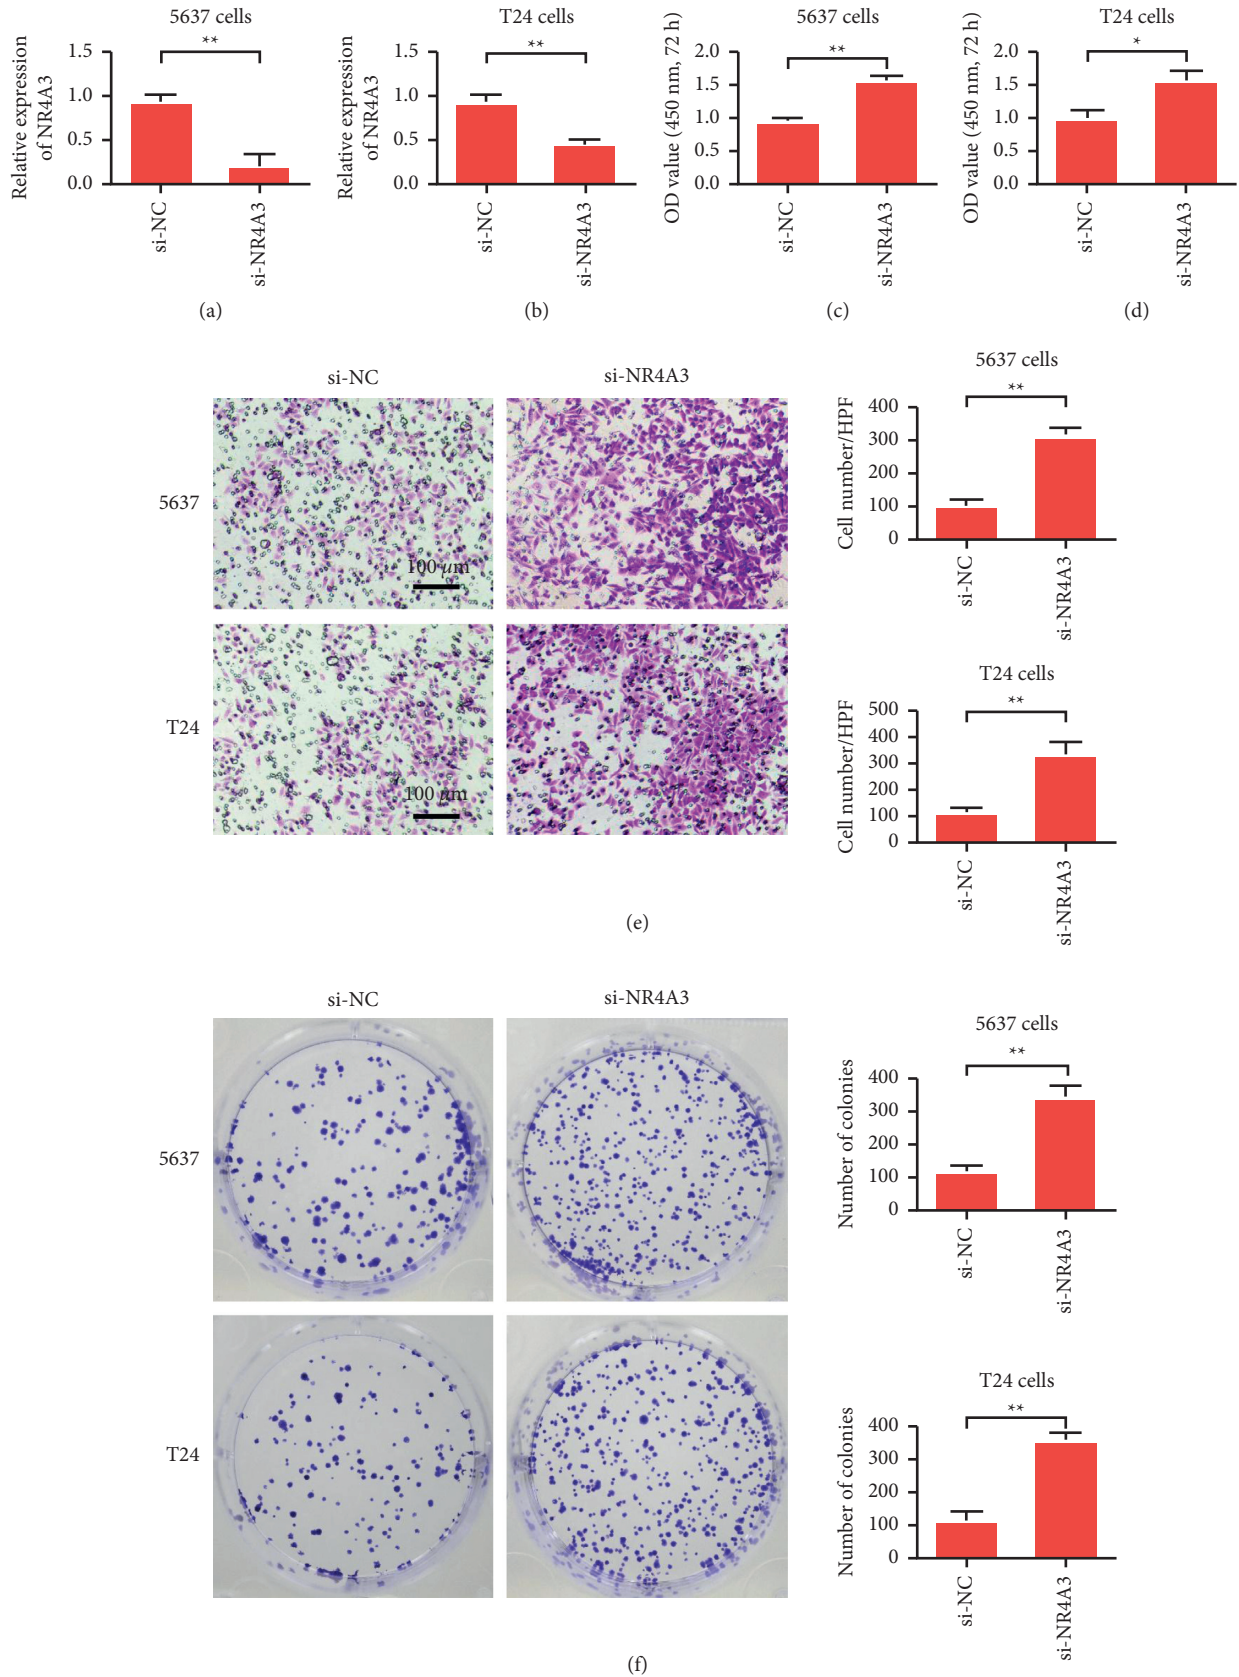 5637 cells
**
Relative expression
of NR4A3
1.5
1.0
0.5
0.0
si-NC
si-NR4A3
(a)
T24 cells
**
Relative expression
of NR4A3
1.5
1.0
0.5
0.0
si-NC
si-NR4A3
(b)
5637 cells
**
OD value (450 nm, 72 h)
2.0
1.5
1.0
0.5
0.0
si-NC
si-NR4A3
(c)
T24 cells
*
OD value (450 nm, 72 h)
2.0
1.5
1.0
0.5
0.0
si-NC
si-NR4A3
(d)
si-NC
si-NR4A3
5637
100 μm
T24
100 μm
5637 cells
**
Cell number/HPF
400
300
200
100
0
si-NC
si-NR4A3
T24 cells
**
Cell number/HPF
500
400
300
200
100
0
si-NC
si-NR4A3
(e)
si-NC
si-NR4A3
5637
T24
5637 cells
**
Number of colonies
400
300
200
100
0
si-NC
si-NR4A3
T24 cells
**
Number of colonies
400
300
200
100
0
si-NC
si-NR4A3
(f)